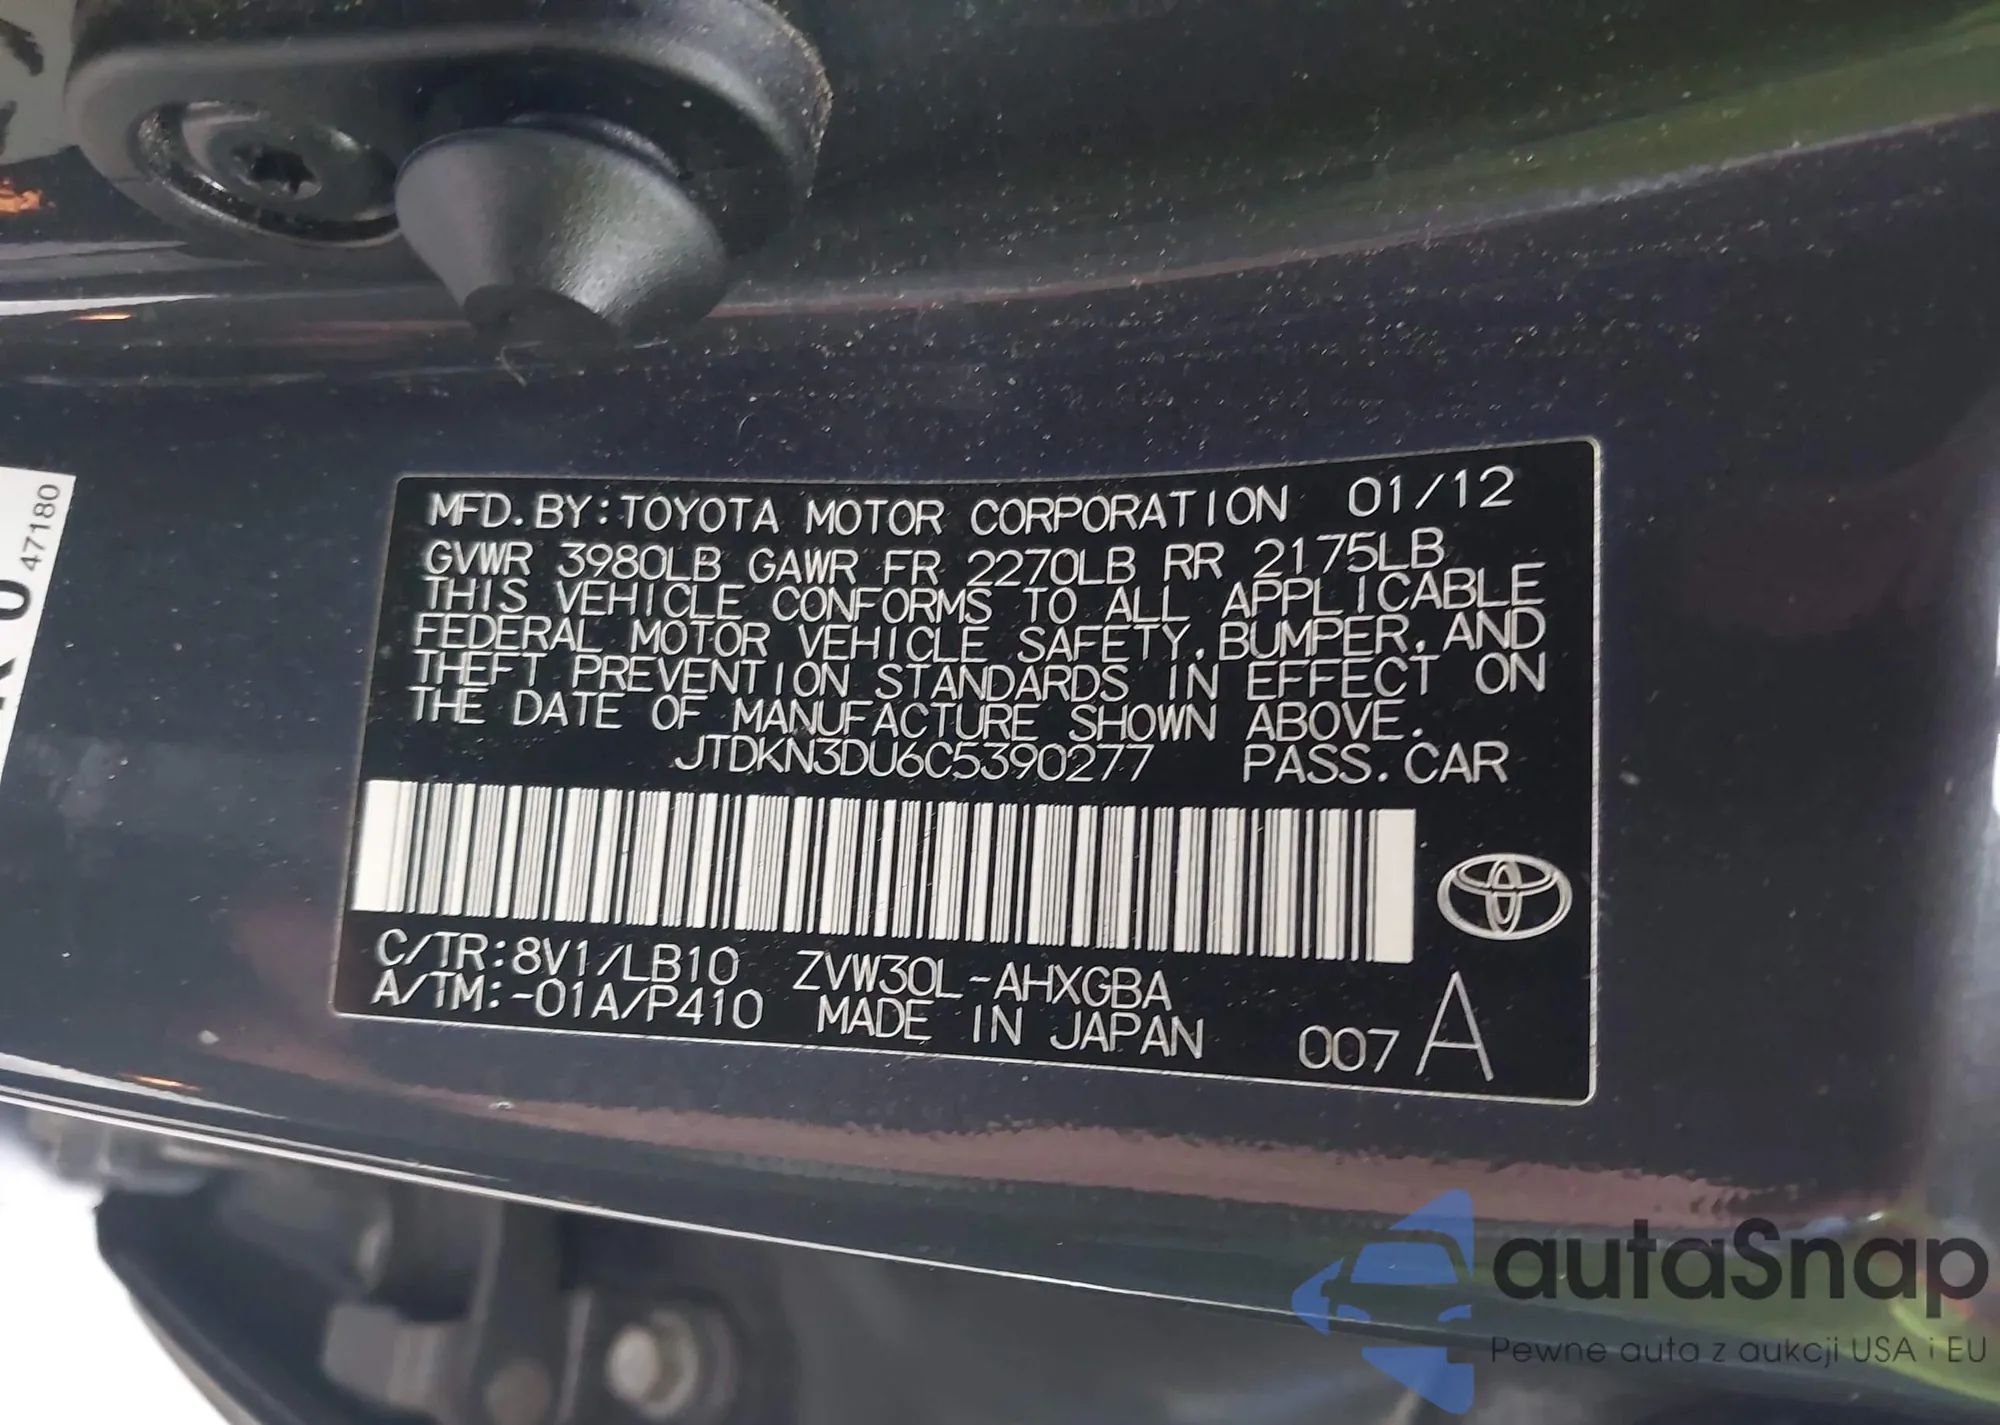 MFD. BY: TOYOTA MOTOR CORPORATION 01/12
GVWR 3980LB GAWR FR 2270LB RR 2175LB
THIS VEHICLE CONFORMS TO ALL APPLICABLE
FEDERAL MOTOR VEHICLE SAFETY, BUMPER, AND
THEFT PREVENTION STANDARDS IN EFFECT ON
THE DATE OF MANUFACTURE SHOWN ABOVE.
JTDKN3DU6C5390277 PASS. CAR
C/TR: 8V1/LB10 ZVW30L-AHXGBA
A/TM: -01A/P410 MADE IN JAPAN 007 A
47180
autaSnap
Pewne auta z aukcji USA i EU